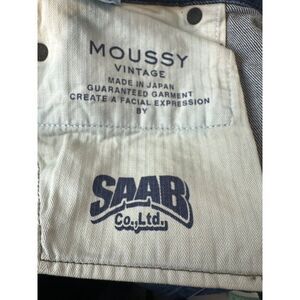 MOUSSY
VINTAGE
MADE IN JAPAN
GUARANTEED GARMENT
CREATE A FACIAL EXPRESSION
BY
SAAB
Co.,Ltd.